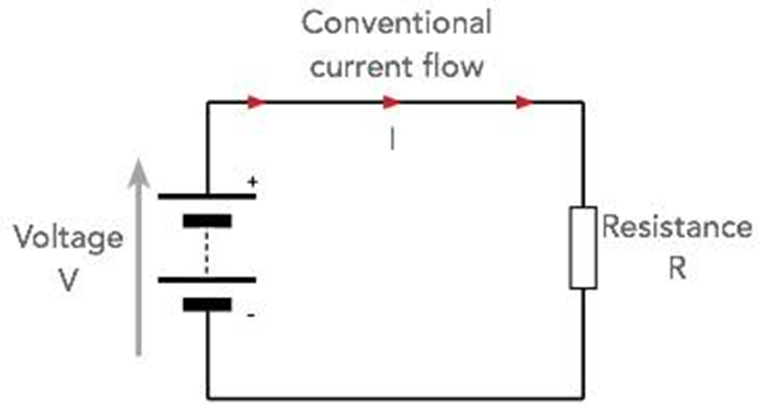 Conventional
current flow
I
+
Voltage
V
-
Resistance
R